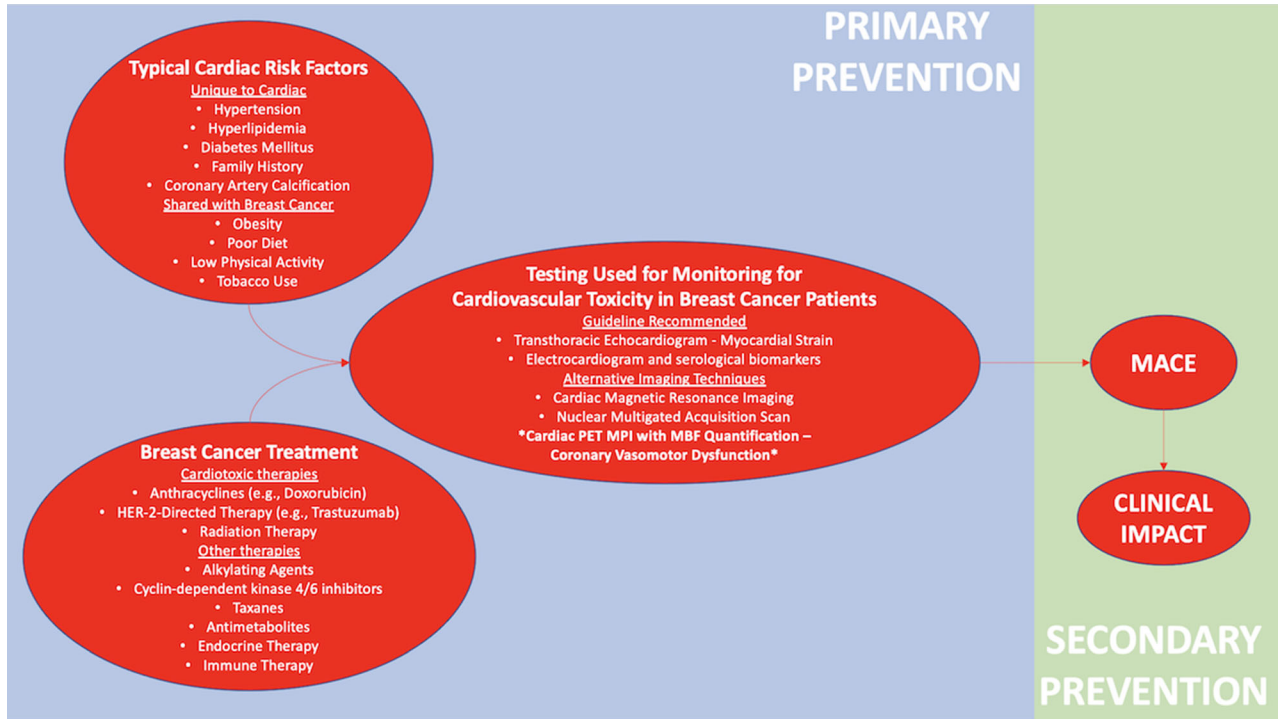 PRIMARY
PREVENTION
Typical Cardiac Risk Factors
Unique to Cardiac
• Hypertension
• Hyperlipidemia
• Diabetes Mellitus
• Family History
• Coronary Artery Calcification
Shared with Breast Cancer
• Obesity
• Poor Diet
• Low Physical Activity
• Tobacco Use
Breast Cancer Treatment
Cardiotoxic therapies
• Anthracyclines (e.g., Doxorubicin)
• HER-2-Directed Therapy (e.g., Trastuzumab)
• Radiation Therapy
Other therapies
• Alkylating Agents
• Cyclin-dependent kinase 4/6 inhibitors
• Taxanes
• Antimetabolites
• Endocrine Therapy
• Immune Therapy
Testing Used for Monitoring for
Cardiovascular Toxicity in Breast Cancer Patients
Guideline Recommended
• Transthoracic Echocardiogram - Myocardial Strain
• Electrocardiogram and serological biomarkers
Alternative Imaging Techniques
• Cardiac Magnetic Resonance Imaging
• Nuclear Multigated Acquisition Scan
*Cardiac PET MPI with MBF Quantification –
Coronary Vasomotor Dysfunction*
MACE
CLINICAL
IMPACT
SECONDARY
PREVENTION